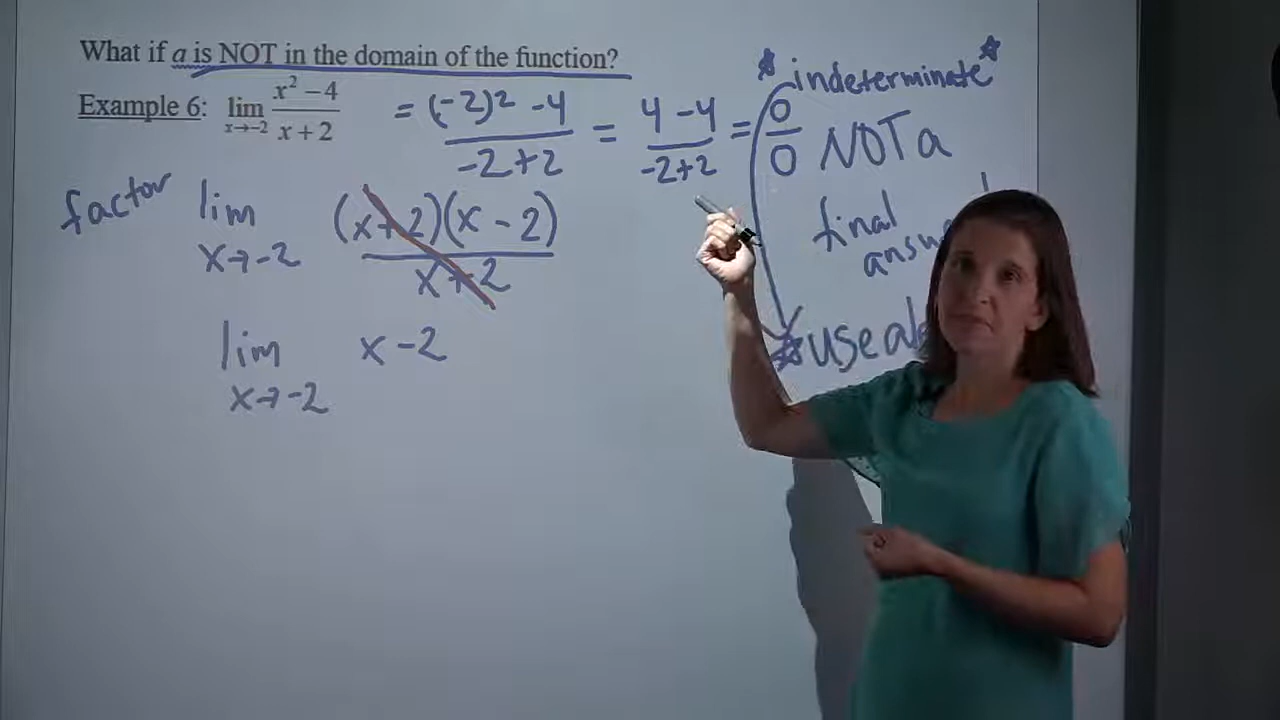 What if a is NOT in the domain of the function?
Example 6: lim x→-2 x² – 4 / x + 2 = (-2)² - 4 / -2+2 = 4 - 4 / -2+2 = 0/0
*indeterminate*
NOT a
final
factor lim x→-2 (x+2)(x-2) / x+2
*use
lim x→-2 x-2